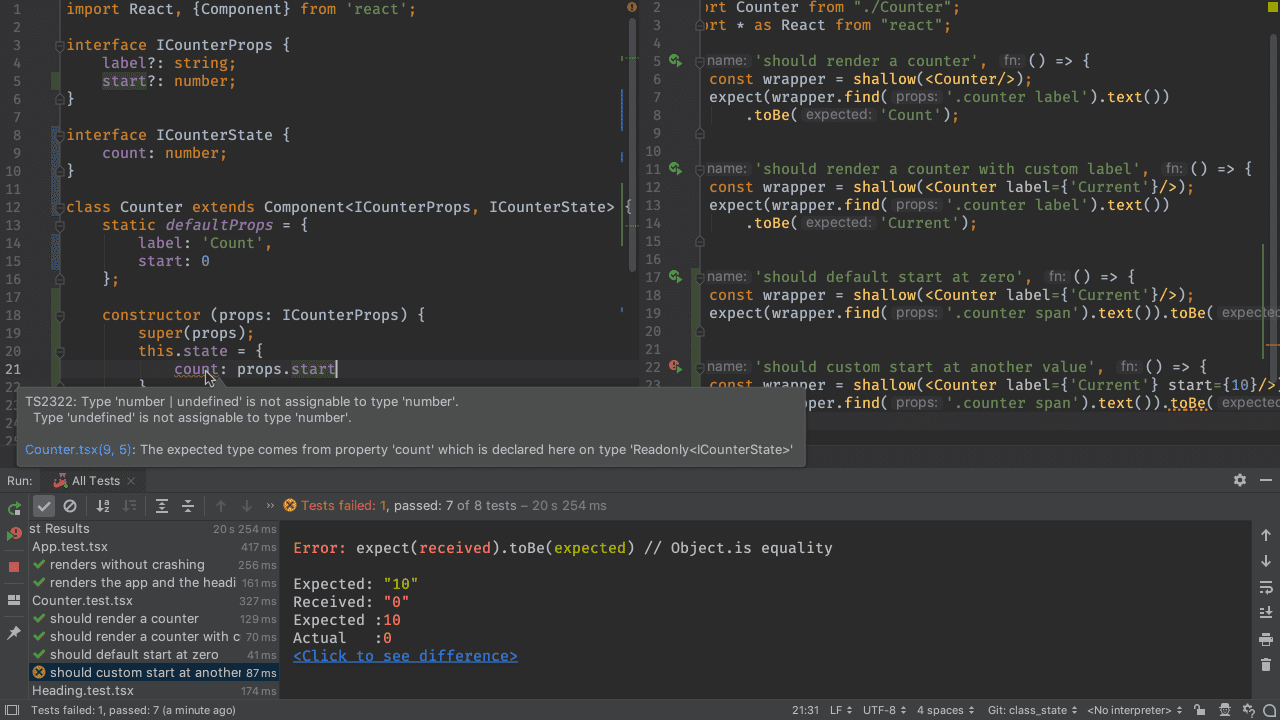 1 import React, {Component} from 'react';
2
3 interface ICounterProps {
4 label?: string;
5 start?: number;
6 }
7
8 interface ICounterState {
9 count: number;
10 }
11
12 class Counter extends Component<ICounterProps, ICounterState> {
13 static defaultProps = {
14 label: 'Count',
15 start: 0
16 };
17
18 constructor (props: ICounterProps) {
19 super(props);
20 this.state = {
21 count: props.start
22 }
2 ort Counter from "./Counter";
3 ort * as React from "react";
4
5 name: 'should render a counter', fn: () => {
6 const wrapper = shallow(<Counter/>);
7 expect(wrapper.find( props: '.counter label').text())
8 .toBe( expected: 'Count');
9
10
11 name: 'should render a counter with custom label', fn: () => {
12 const wrapper = shallow(<Counter label={'Current'}/>);
13 expect(wrapper.find( props: '.counter label').text())
14 .toBe( expected: 'Current');
15
16
17 name: 'should default start at zero', fn: () => {
18 const wrapper = shallow(<Counter label={'Current'}/>);
19 expect(wrapper.find( props: '.counter span').text()).toBe( expected
20
21
22 name: 'should custom start at another value', fn: () => {
23 const wrapper = shallow(<Counter label={'Current'} start={10}/>
wrapper.find( props: '.counter span').text()).toBe( expected
TS2322: Type 'number | undefined' is not assignable to type 'number'.
Type 'undefined' is not assignable to type 'number'.
Counter.tsx(9, 5): The expected type comes from property 'count' which is declared here on type 'Readonly<ICounterState>'
Run: All Tests
Tests failed: 1, passed: 7 of 8 tests – 20 s 254 ms
st Results 20 s 254 ms
App.test.tsx 417 ms
renders without crashing 256 ms
renders the app and the headi 161 ms
Counter.test.tsx 327 ms
should render a counter 129 ms
should render a counter with c 70 ms
should default start at zero 41 ms
should custom start at another 87 ms
Heading.test.tsx 174 ms
Error: expect(received).toBe(expected) // Object.is equality
Expected: "10"
Received: "0"
Expected :10
Actual :0
<Click to see difference>
Tests failed: 1, passed: 7 (a minute ago)
21:31 LF UTF-8 4 spaces Git: class_state <No interpreter>